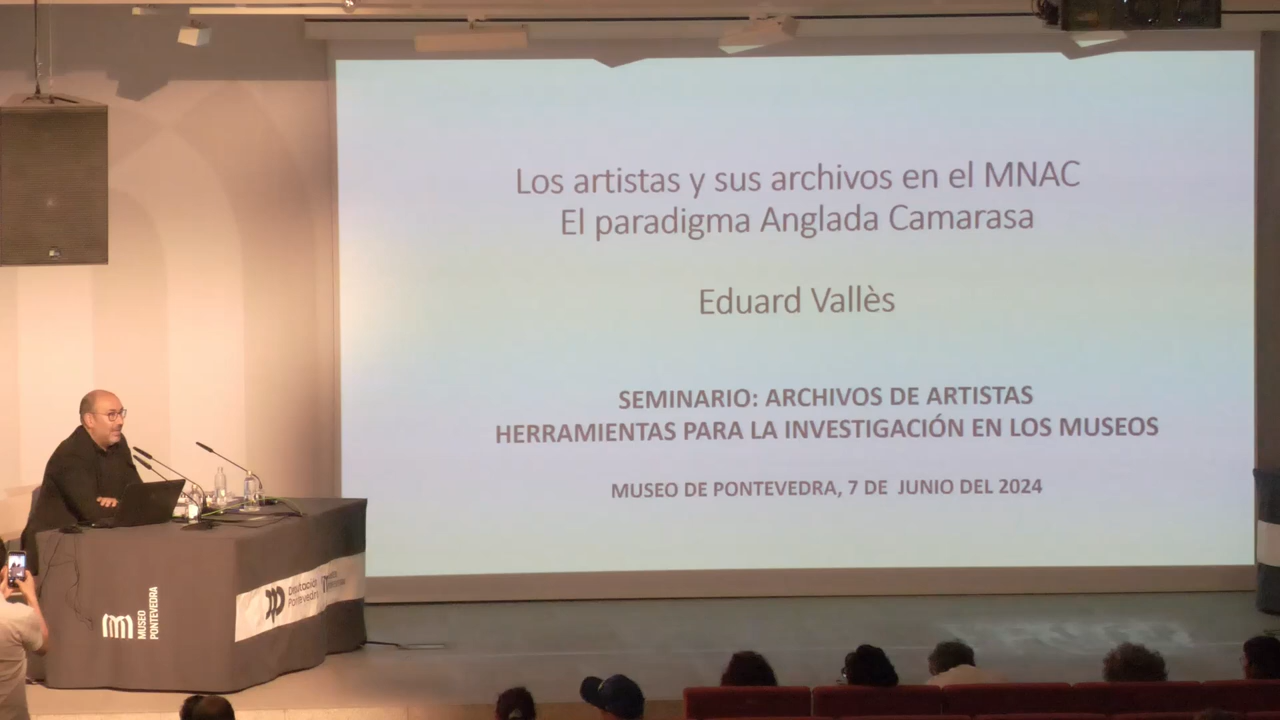 Los artistas y sus archivos en el MNAC
El paradigma Anglada Camarasa
Eduard Vallès
SEMINARIO: ARCHIVOS DE ARTISTAS
HERRAMIENTAS PARA LA INVESTIGACIÓN EN LOS MUSEOS
MUSEO DE PONTEVEDRA, 7 DE JUNIO DEL 2024
MUSEO
PONTEVEDRA
Deputación
Pontevedra